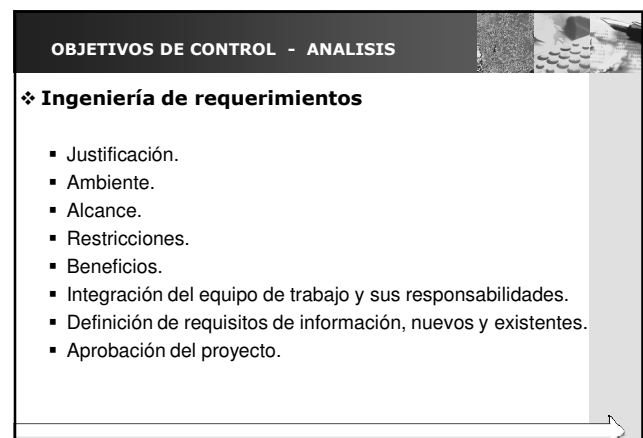 OBJETIVOS DE CONTROL - ANALISIS
❖ Ingeniería de requerimientos
▪ Justificación.
▪ Ambiente.
▪ Alcance.
▪ Restricciones.
▪ Beneficios.
▪ Integración del equipo de trabajo y sus responsabilidades.
▪ Definición de requisitos de información, nuevos y existentes.
▪ Aprobación del proyecto.